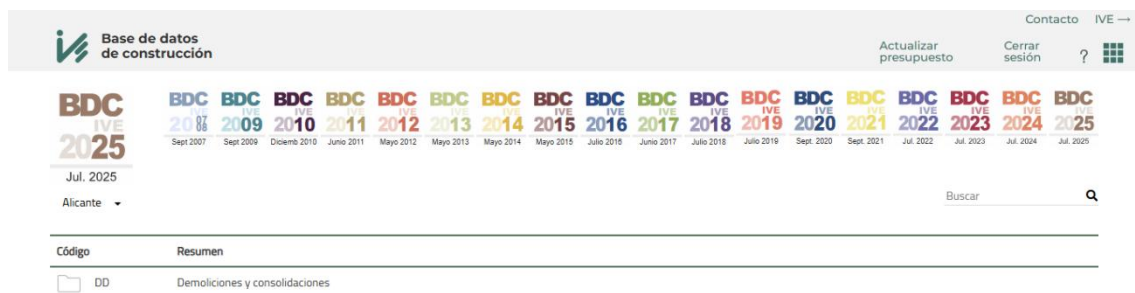 Contacto IVE →
Base de datos
de construcción
Actualizar
presupuesto
Cerrar
sesión
?
BDC
IVE
2025
Jul. 2025
BDC BDC BDC BDC BDC BDC BDC BDC BDC BDC BDC BDC BDC BDC BDC BDC BDC BDC
IVE IVE IVE IVE IVE IVE IVE IVE IVE IVE IVE IVE IVE IVE IVE IVE IVE IVE
20 07 08 2009 2010 2011 2012 2013 2014 2015 2016 2017 2018 2019 2020 2021 2022 2023 2024 2025
Sept 2007 Sept 2009 Diciemb 2010 Junio 2011 Mayo 2012 Mayo 2013 Mayo 2014 Mayo 2015 Julio 2016 Junio 2017 Julio 2018 Julio 2019 Sept. 2020 Sept. 2021 Jul. 2022 Jul. 2023 Jul. 2024 Jul. 2025
Alicante
Buscar
Código Resumen
DD Demoliciones y consolidaciones